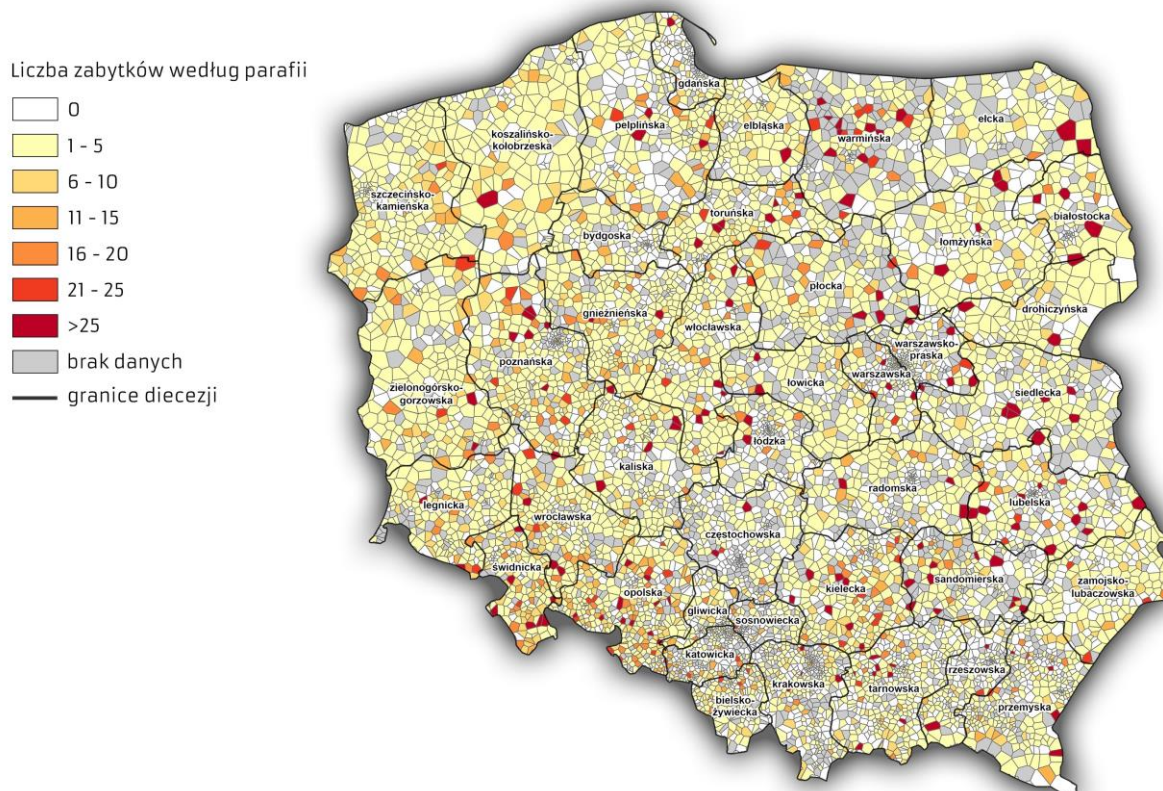 Liczba zabytków według parafii
0
1 - 5
6 - 10
11 - 15
16 - 20
21 - 25
>25
brak danych
granice diecezji
gdańska
koszalińsko-
kołobrzeska
pelplińska
elbląska
warmińska
ełcka
szczecińsko-
kamieńska
toruńska
białostocka
bydgoska
łomżyńska
płocka
gnieźnieńska
włocławska
drohiczyńska
poznańska
warszawsko-
praska
warszawska
łowicka
zielonogórsko-
gorzowska
siedlecka
łódzka
kaliska
radomska
lubelska
legnicka
wrocławska
częstochowska
świdnicka
opolska
kielecka
sandomierska
zamojsko-
lubaczowska
gliwicka
sosnowiecka
katowicka
krakowska
tarnowska
rzeszowska
bielsko-
żywiecka
przemyska